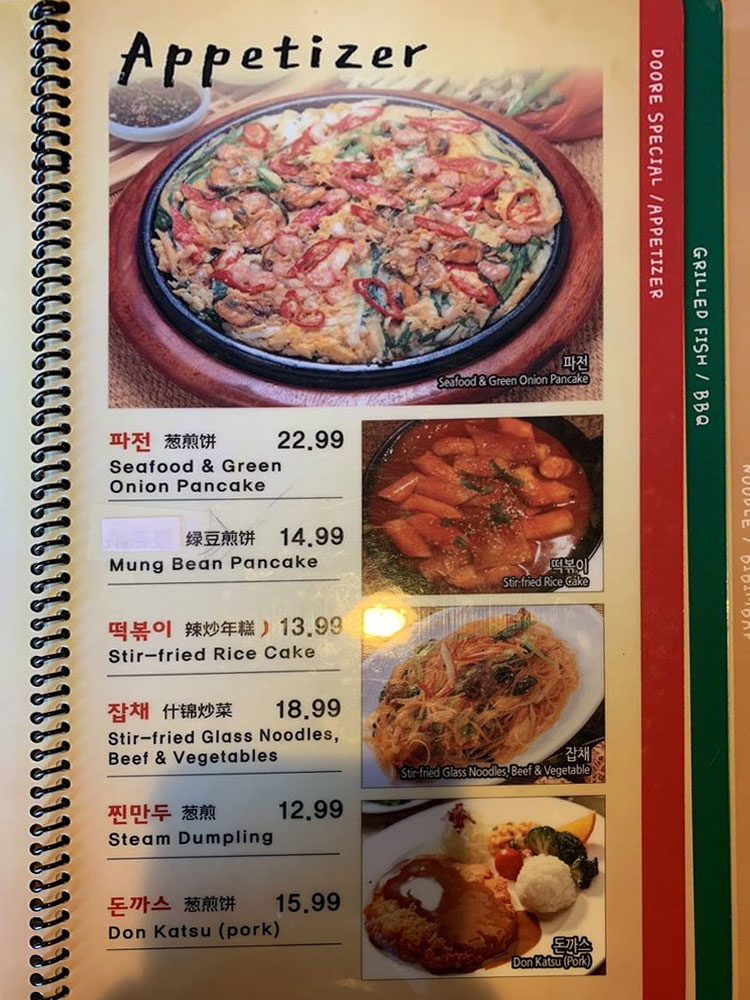 Appetizer
파전
Seafood & Green Onion Pancake
파전 葱煎饼 22.99
Seafood & Green
Onion Pancake
绿豆煎饼 14.99
Mung Bean Pancake
떡볶이 辣炒年糕 13.99
Stir-fried Rice Cake
잡채 什锦炒菜 18.99
Stir-fried Glass Noodles,
Beef & Vegetables
찐만두 葱煎 12.99
Steam Dumpling
돈까스 葱煎饼 15.99
Don Katsu (pork)
떡볶이
Stir-fried Rice Cake
잡채
Stir-fried Glass Noodles, Beef & Vegetable
돈까스
Don Katsu (Pork)
DOORE SPECIAL / APPETIZER
GRILLED FISH / BBQ